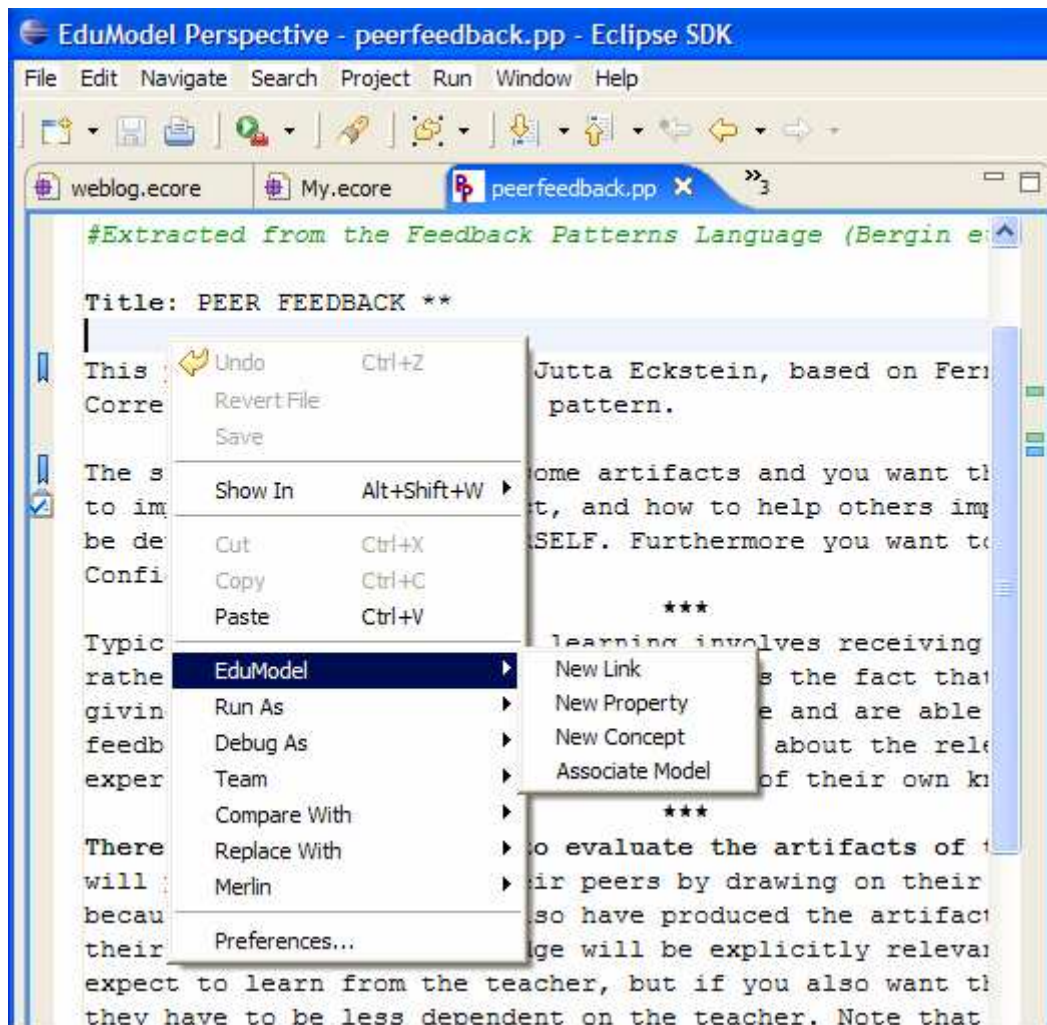 EduModel Perspective - peerfeedback.pp - Eclipse SDK
File Edit Navigate Search Project Run Window Help
weblog.ecore My.ecore peerfeedback.pp »3
#Extracted from the Feedback Patterns Language (Bergin e
Title: PEER FEEDBACK **
This Jutta Eckstein, based on
Corre pattern.
The s ome artifacts and you want
to im t, and how to help others
be de SELF. Furthermore you want
Confi
***
Typic learning involves receiving
rathe s the fact that
givin e and are able
feedb about the
exper of their own
***
There o evaluate the artifacts of
will ir peers by drawing on their
becau so have produced the
their ge will be explicitly
expect to learn from the teacher, but if you also want
they have to be less dependent on the teacher. Note that
Undo Ctrl+Z
Revert File
Save
Show In Alt+Shift+W
Cut Ctrl+X
Copy Ctrl+C
Paste Ctrl+V
EduModel
Run As
Debug As
Team
Compare With
Replace With
Merlin
Preferences...
New Link
New Property
New Concept
Associate Model